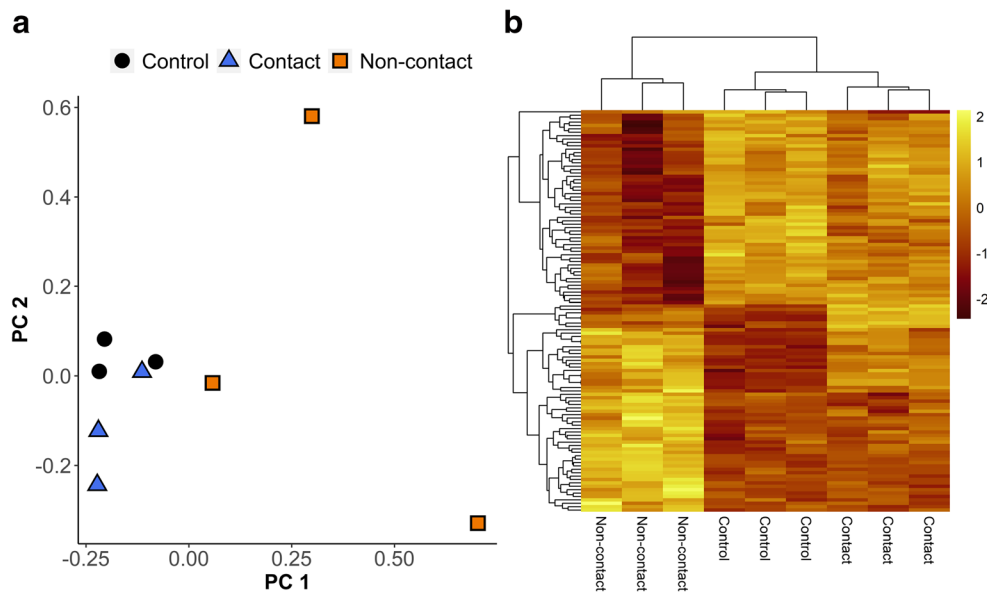 a
Control Contact Non-contact
0.6
0.4
0.2
0.0
-0.2
PC 2
-0.25 0.00 0.25 0.50
PC 1
b
2
1
0
-1
-2
Non-contact
Non-contact
Non-contact
Control
Control
Control
Contact
Contact
Contact